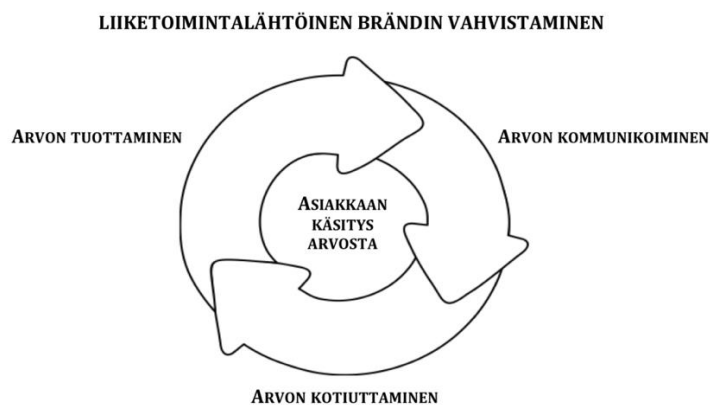 LIIKETOIMINTALÄHTÖINEN BRÄNDIN VAHVISTAMINEN
ARVON TUOTTAMINEN
ARVON KOMMUNIKOIMINEN
ASIAKKAAN
KÄSITYS
ARVOSTA
ARVON KOTIUTTAMINEN